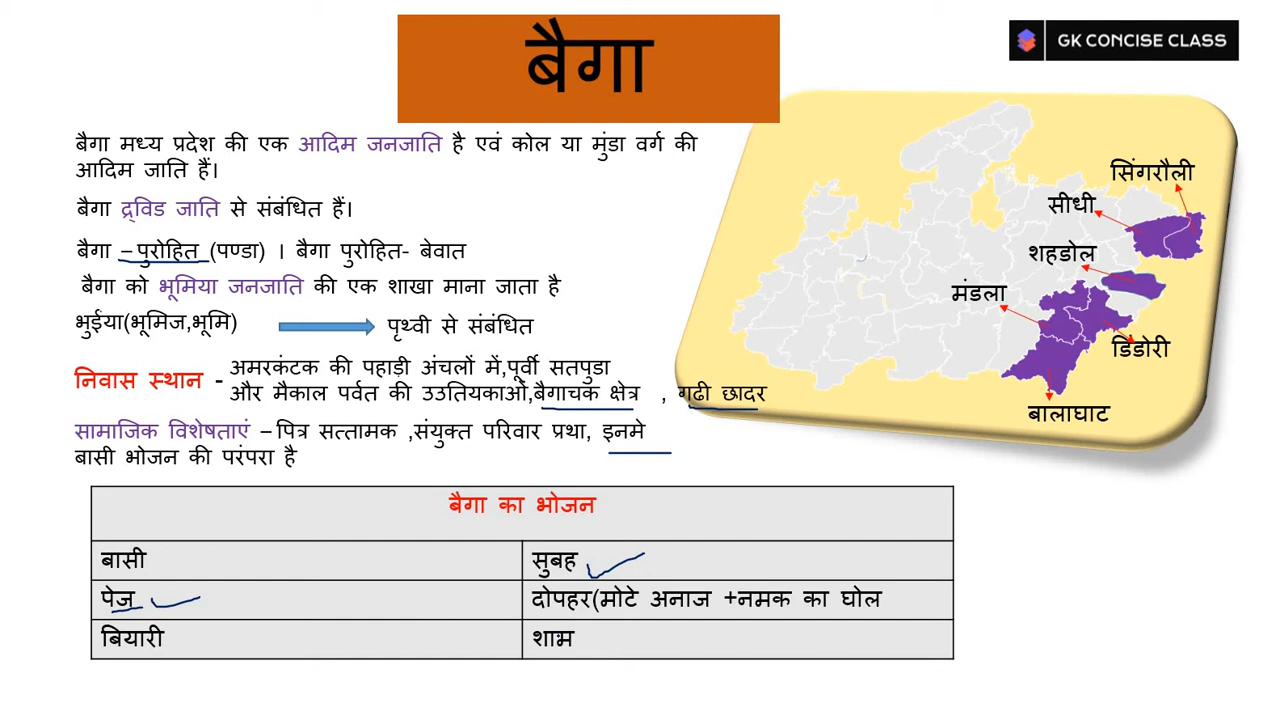 बैगा
GK CONCISE CLASS
बैगा मध्य प्रदेश की एक आदिम जनजाति है एवं कोल या मुंडा वर्ग की
आदिम जाति हैं।
बैगा द्रविड जाति से संबंधित हैं।
बैगा – पुरोहित (पण्डा) । बैगा पुरोहित- बेवात
बैगा को भूमिया जनजाति की एक शाखा माना जाता है
भुईया(भूमिज,भूमि) पृथ्वी से संबंधित
निवास स्थान - अमरकंटक की पहाड़ी अंचलों में,पूर्वी सतपुडा
और मैकाल पर्वत की उउतियकाओं,बैगाचक क्षेत्र , गढी छादर
सामाजिक विशेषताएं – पित्र सत्तामक ,संयुक्त परिवार प्रथा, इनमे
बासी भोजन की परंपरा है
सिंगरौली
सीधी
शहडोल
मंडला
डिंडोरी
बालाघाट
बैगा का भोजन
बासी सुबह
पेज दोपहर(मोटे अनाज +नमक का घोल
बियारी शाम